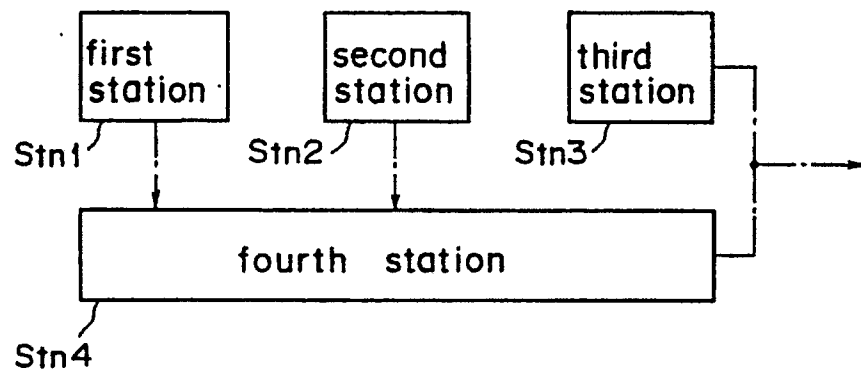 first
station
second
station
third
station
Stn1
Stn2
Stn3
fourth station
Stn4